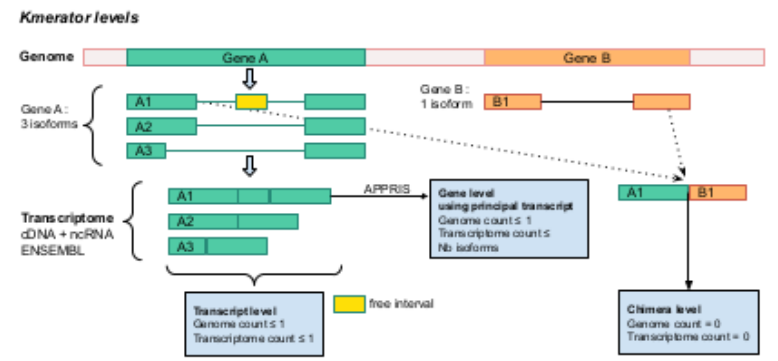 Kmerator levels
Genome
Gene A
Gene B
Gene A :
3 isoforms
A1
A2
A3
Gene B :
1 isoform
B1
Transcriptome
cDNA + ncRNA
ENSEMBL
A1
A2
A3
APPRIS
Gene level
using principal transcript
Genome count ≤ 1
Transcriptome count ≤
Nb isoforms
A1
B1
Transcript level
Genome count ≤ 1
Transcriptome count ≤ 1
free interval
Chimera level
Genome count = 0
Transcriptome count = 0